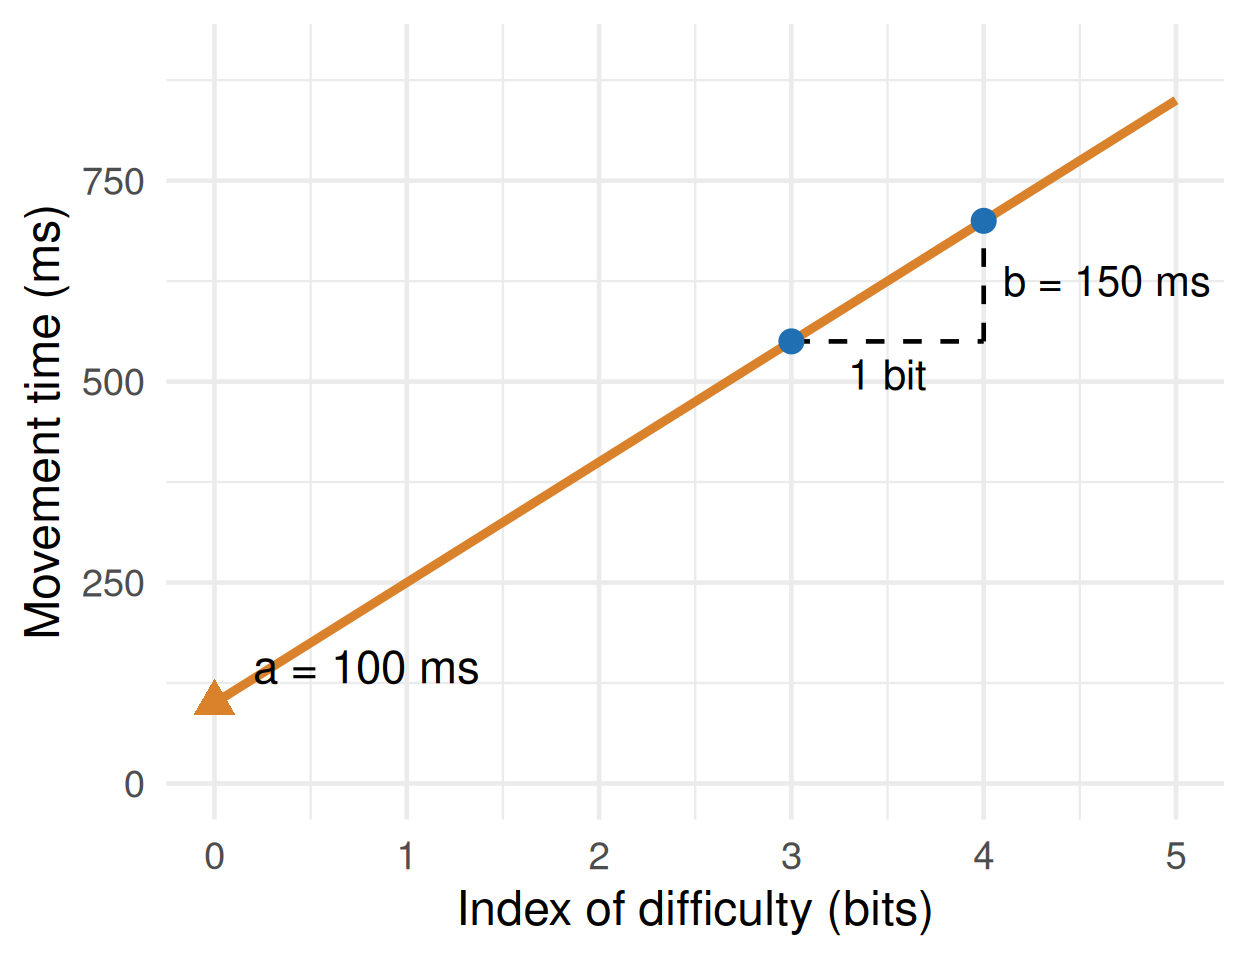 Movement time (ms)
750
500
250
0
b = 150 ms
1 bit
a = 100 ms
0 1 2 3 4 5
Index of difficulty (bits)